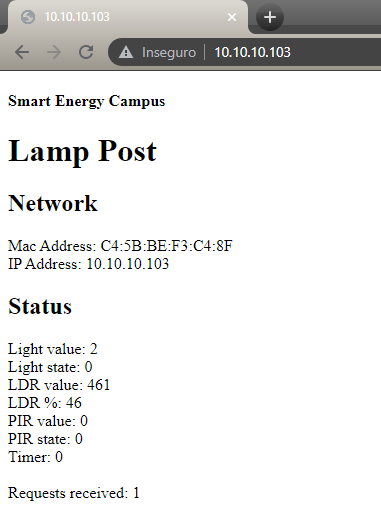 10.10.10.103
Inseguro 10.10.10.103
Smart Energy Campus
Lamp Post
Network
Mac Address: C4:5B:BE:F3:C4:8F
IP Address: 10.10.10.103
Status
Light value: 2
Light state: 0
LDR value: 461
LDR %: 46
PIR value: 0
PIR state: 0
Timer: 0
Requests received: 1